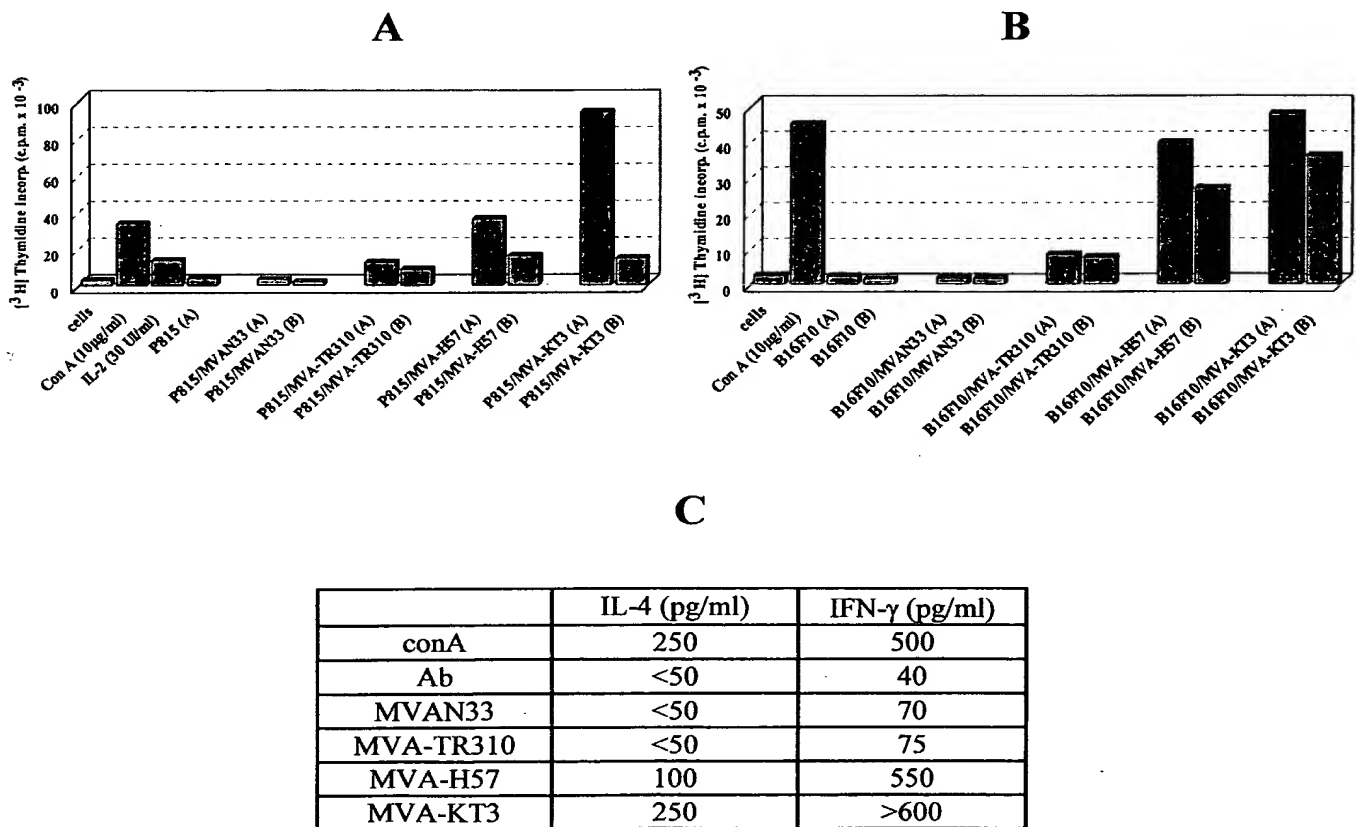 A
[³H] Thymidine Incorp. (c.p.m. x 10 -3)
100
80
60
40
20
0
cells
Con A (10µg/ml)
IL-2 (30 UI/ml)
P815 (A)
P815/MVAN33 (A)
P815/MVAN33 (B)
P815/MVA-TR310 (A)
P815/MVA-TR310 (B)
P815/MVA-H57 (A)
P815/MVA-H57 (B)
P815/MVA-KT3 (A)
P815/MVA-KT3 (B)
B
[³H] Thymidine Incorp. (c.p.m. x 10 -3)
50
40
30
20
10
0
cells
Con A (10µg/ml)
B16F10 (A)
B16F10 (B)
B16F10/MVAN33 (A)
B16F10/MVAN33 (B)
B16F10/MVA-TR310 (A)
B16F10/MVA-TR310 (B)
B16F10/MVA-H57 (A)
B16F10/MVA-H57 (B)
B16F10/MVA-KT3 (A)
B16F10/MVA-KT3 (B)
C
IL-4 (pg/ml) IFN-γ (pg/ml)
conA 250 500
Ab <50 40
MVAN33 <50 70
MVA-TR310 <50 75
MVA-H57 100 550
MVA-KT3 250 >600